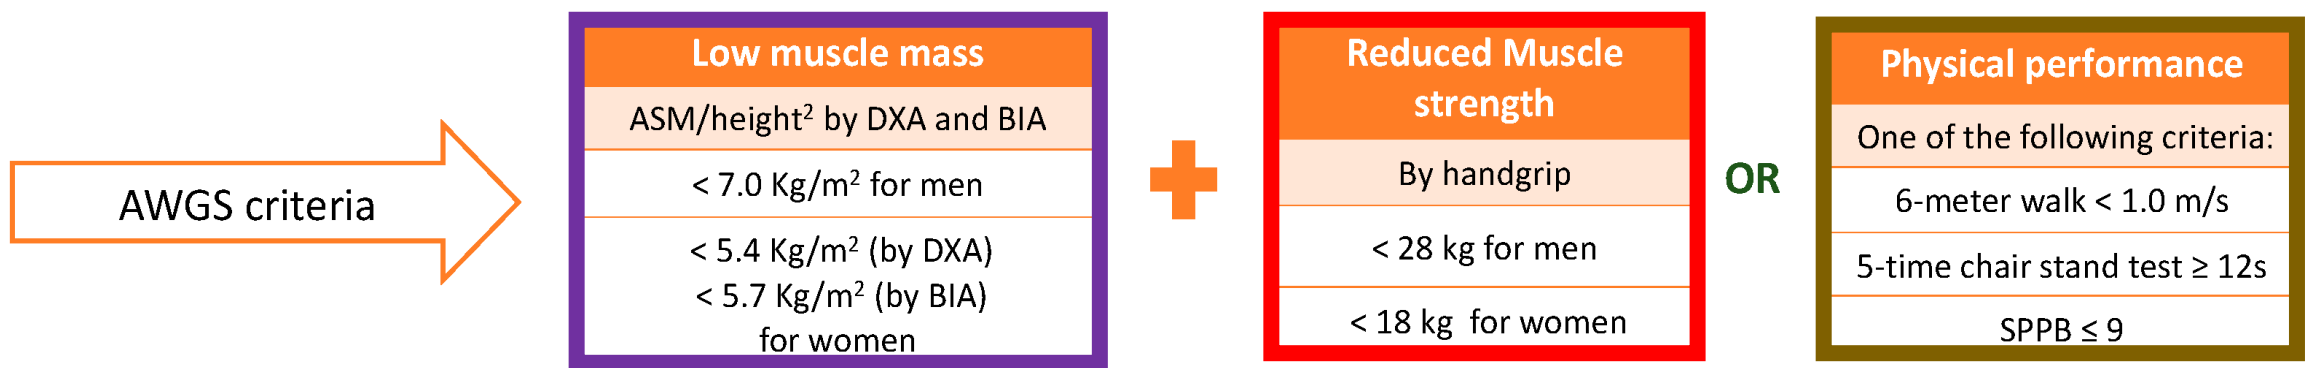 AWGS criteria
Low muscle mass
ASM/height² by DXA and BIA
< 7.0 Kg/m² for men
< 5.4 Kg/m² (by DXA)
< 5.7 Kg/m² (by BIA)
for women
Reduced Muscle
strength
By handgrip
< 28 kg for men
< 18 kg for women
OR
Physical performance
One of the following criteria:
6-meter walk < 1.0 m/s
5-time chair stand test ≥ 12s
SPPB ≤ 9